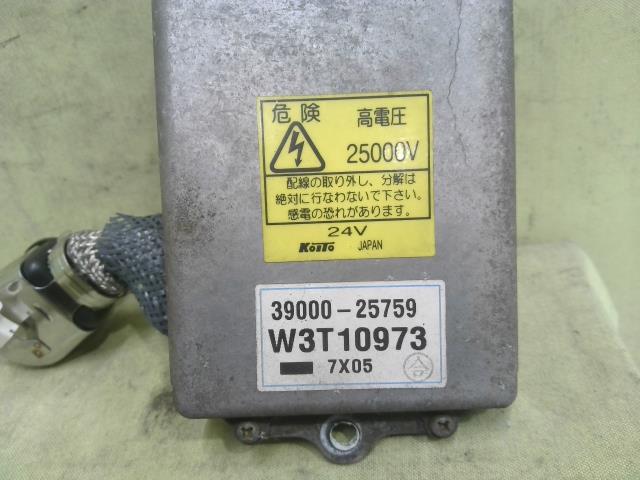 危険 高電圧
25000V
配線の取り外し、分解は
絶対に行なわないで下さい。
感電の恐れがあります。
24V
KOITO JAPAN
39000-25759
W3T10973
7X05 合